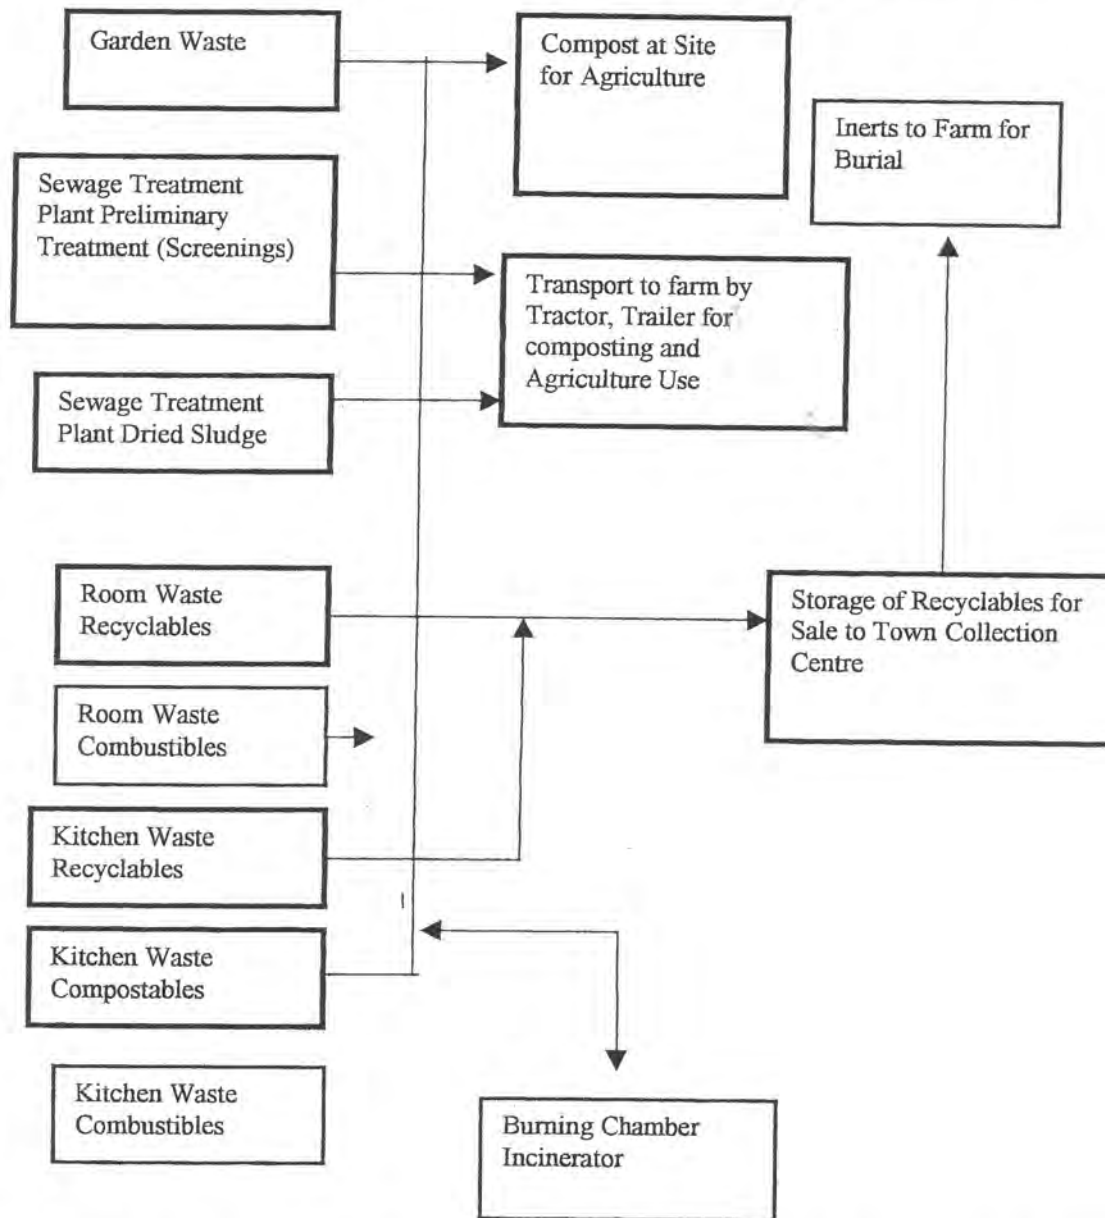 Garden Waste
Compost at Site
for Agriculture
Inerts to Farm for
Burial
Sewage Treatment
Plant Preliminary
Treatment (Screenings)
Transport to farm by
Tractor, Trailer for
composting and
Agriculture Use
Sewage Treatment
Plant Dried Sludge
Room Waste
Recyclables
Storage of Recyclables for
Sale to Town Collection
Centre
Room Waste
Combustibles
Kitchen Waste
Recyclables
Kitchen Waste
Compostables
Kitchen Waste
Combustibles
Burning Chamber
Incinerator